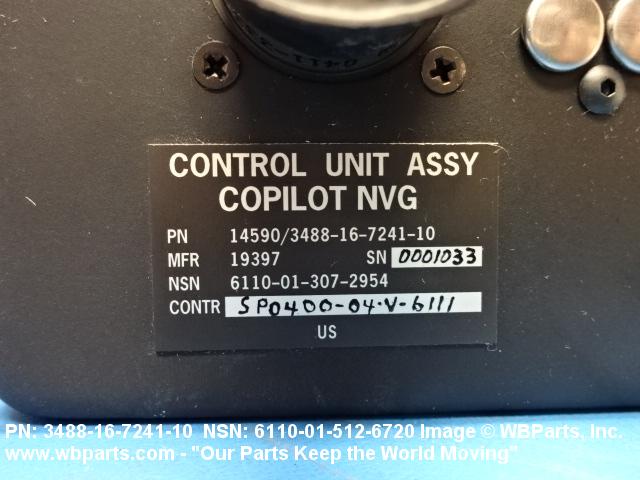 CONTROL UNIT ASSY
COPILOT NVG
PN 14590/3488-16-7241-10
MFR 19397 SN 0001033
NSN 6110-01-307-2954
CONTR SP0400-04-V-6111
US
PN: 3488-16-7241-10 NSN: 6110-01-512-6720 Image © WBParts, Inc.
www.wbparts.com - "Our Parts Keep the World Moving"